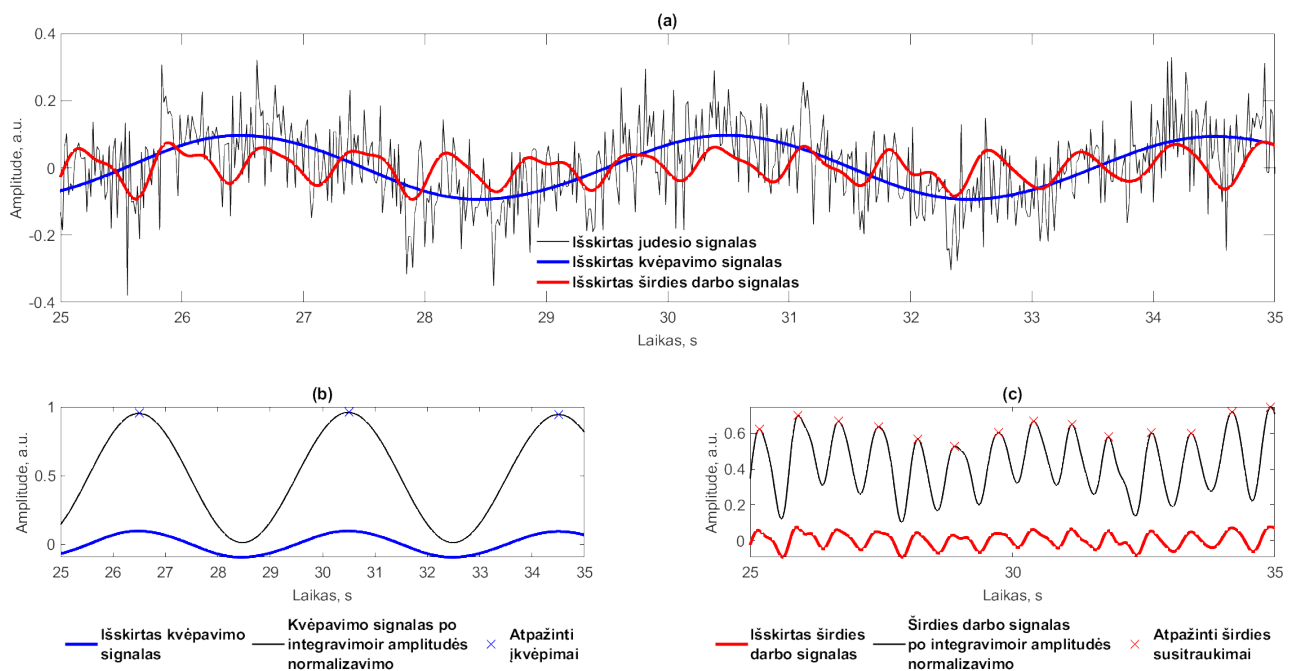 (a)
0.4
0.2
0
-0.2
-0.4
Amplitude, a.u.
Išskirtas judesio signalas
Išskirtas kvėpavimo signalas
Išskirtas širdies darbo signalas
25 26 27 28 29 30 31 32 33 34 35
Laikas, s
(b)
1
0.5
0
Amplitude, a.u.
25 26 27 28 29 30 31 32 33 34 35
Laikas, s
Išskirtas kvėpavimo
signalas
Kvėpavimo signalas po
integravimoir amplitudės
normalizavimo
Atpažinti
įkvėpimai
(c)
0.6
0.4
0.2
0
Amplitude, a.u.
25 30 35
Laikas, s
Išskirtas širdies
darbo signalas
Širdies darbo signalas
po integravimoir amplitudės
normalizavimo
Atpažinti širdies
susitraukimai